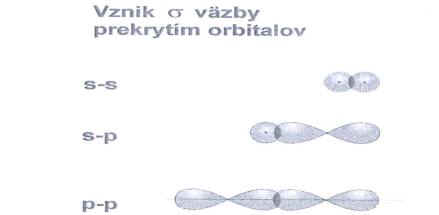 Vznik σ väzby
prekrytím orbitalov
s-s
s-p
p-p